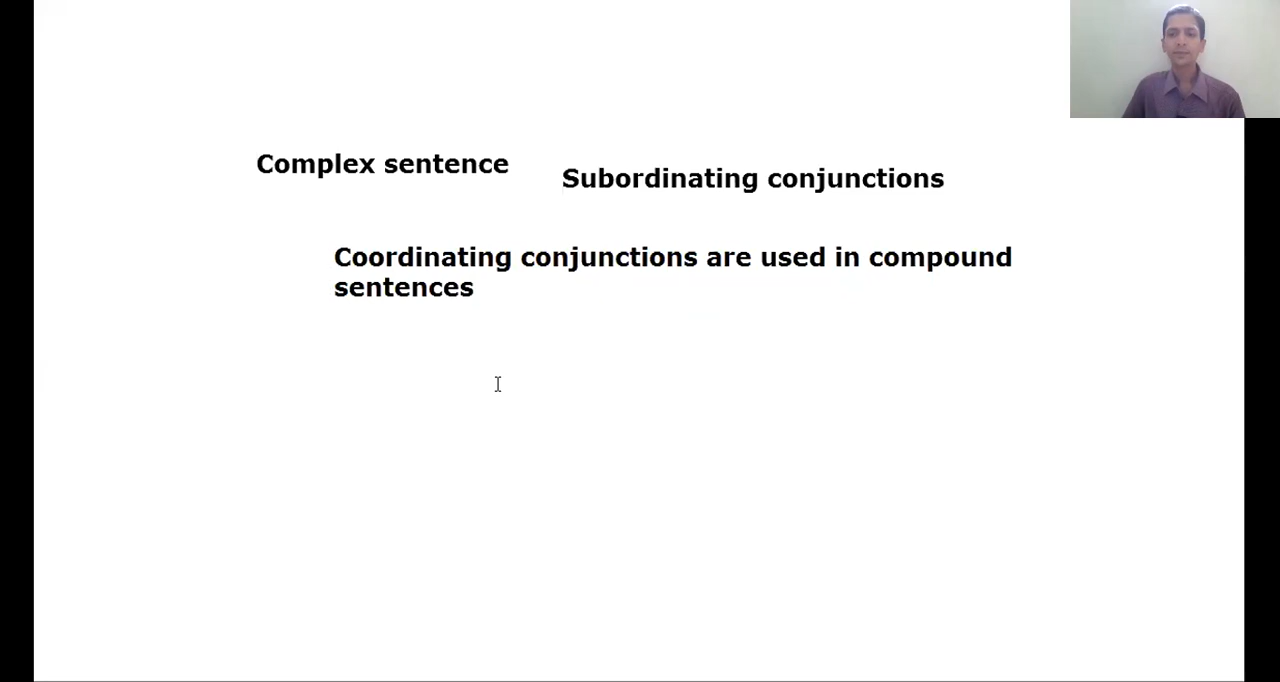 Complex sentence
Subordinating conjunctions
Coordinating conjunctions are used in compound
sentences